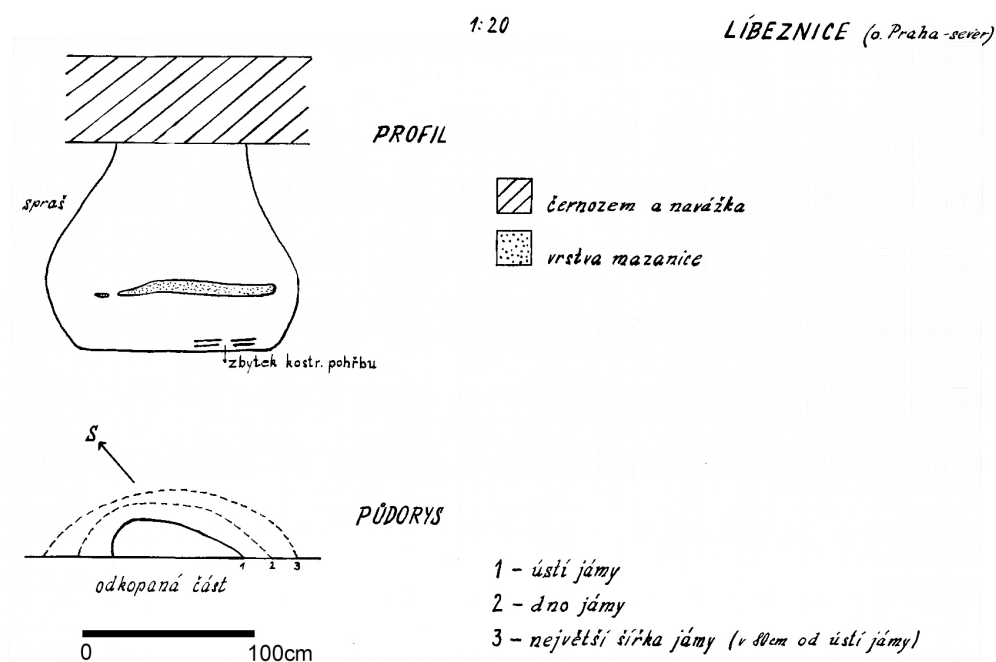 1:20
LÍBEZNICE (o. Praha-sever)
PROFIL
spraš
černozem a navážka
vrstva mazanice
zbytek kostr. pohřbu
S
PŮDORYS
1 2 3
odkopaná část
1 - ústí jámy
2 - dno jámy
3 - největší šířka jámy (v 80cm od ústí jámy)
0 100cm